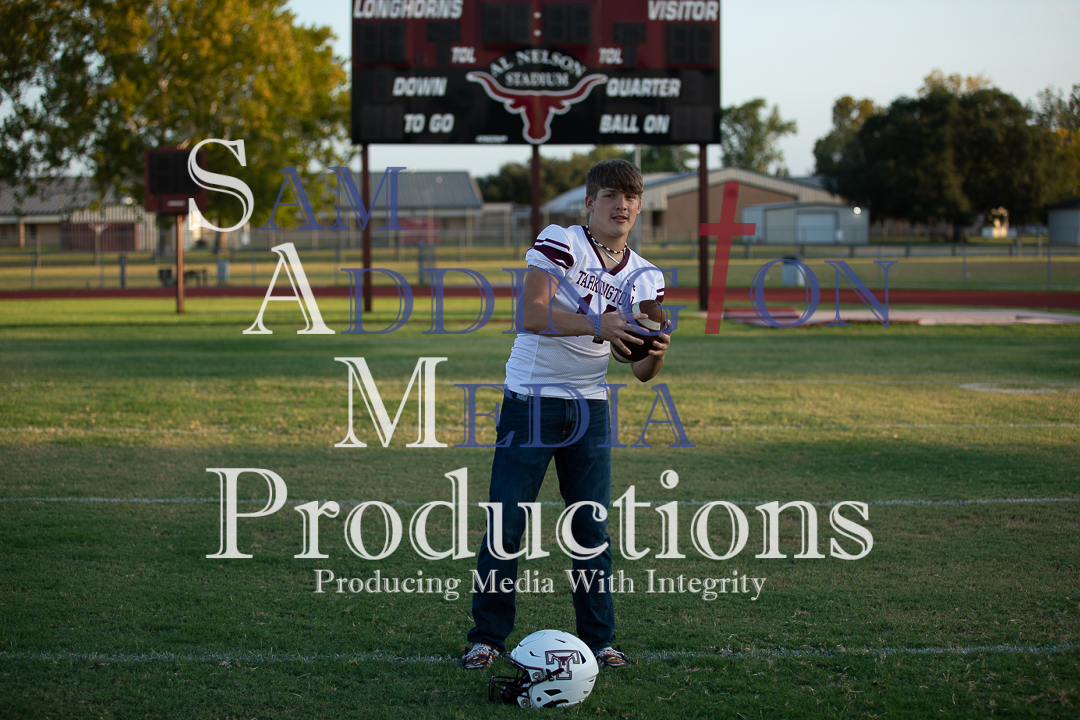 LONGHORNS VISITOR
TOL TOL
AL NELSON
STADIUM
DOWN QUARTER
TO GO BALL ON
SAM
ADDINGTON
MEDIA
Productions
Producing Media With Integrity
TARKINGTON
T